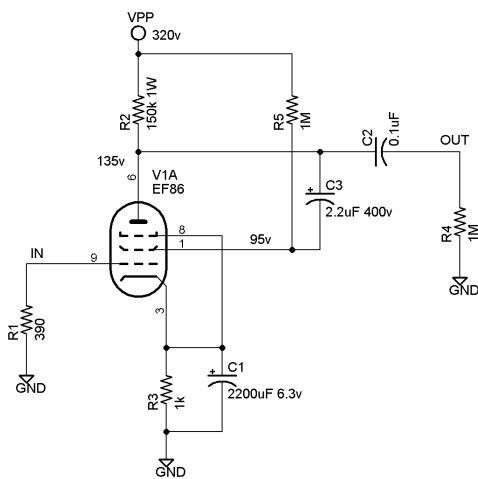 VPP
320v
R2
150k 1W
R5
1M
C2
0.1uF
OUT
135v
6
V1A
EF86
C3
2.2uF 400v
8
1
95v
IN
9
R4
1M
GND
3
R1
390
GND
C1
2200uF 6.3v
R3
1k
GND